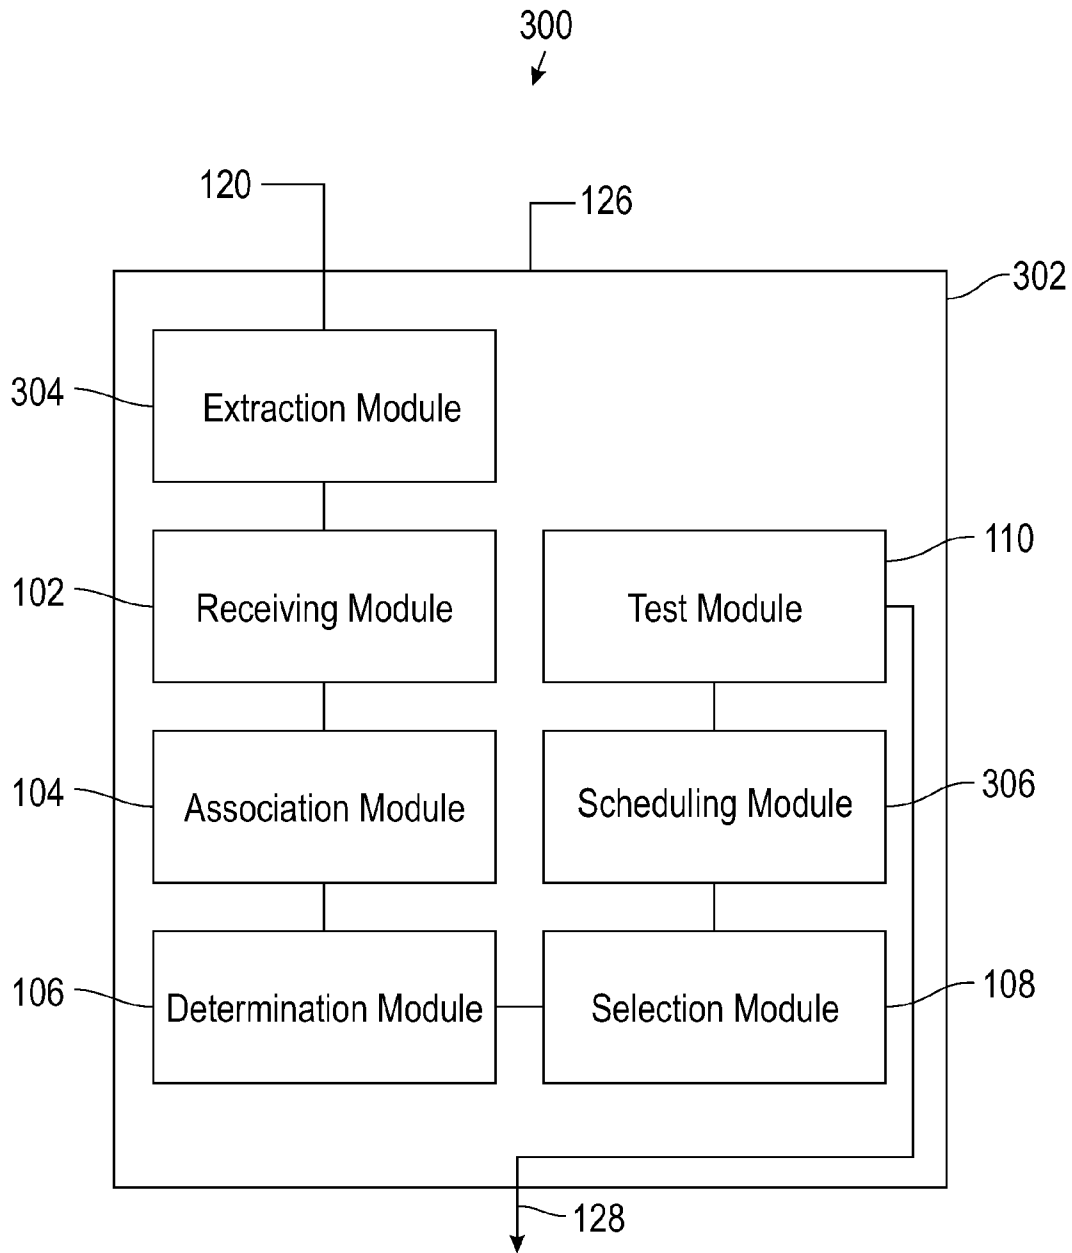 300
120
126
302
304
Extraction Module
102
Receiving Module
Test Module
110
104
Association Module
Scheduling Module
306
106
Determination Module
Selection Module
108
128